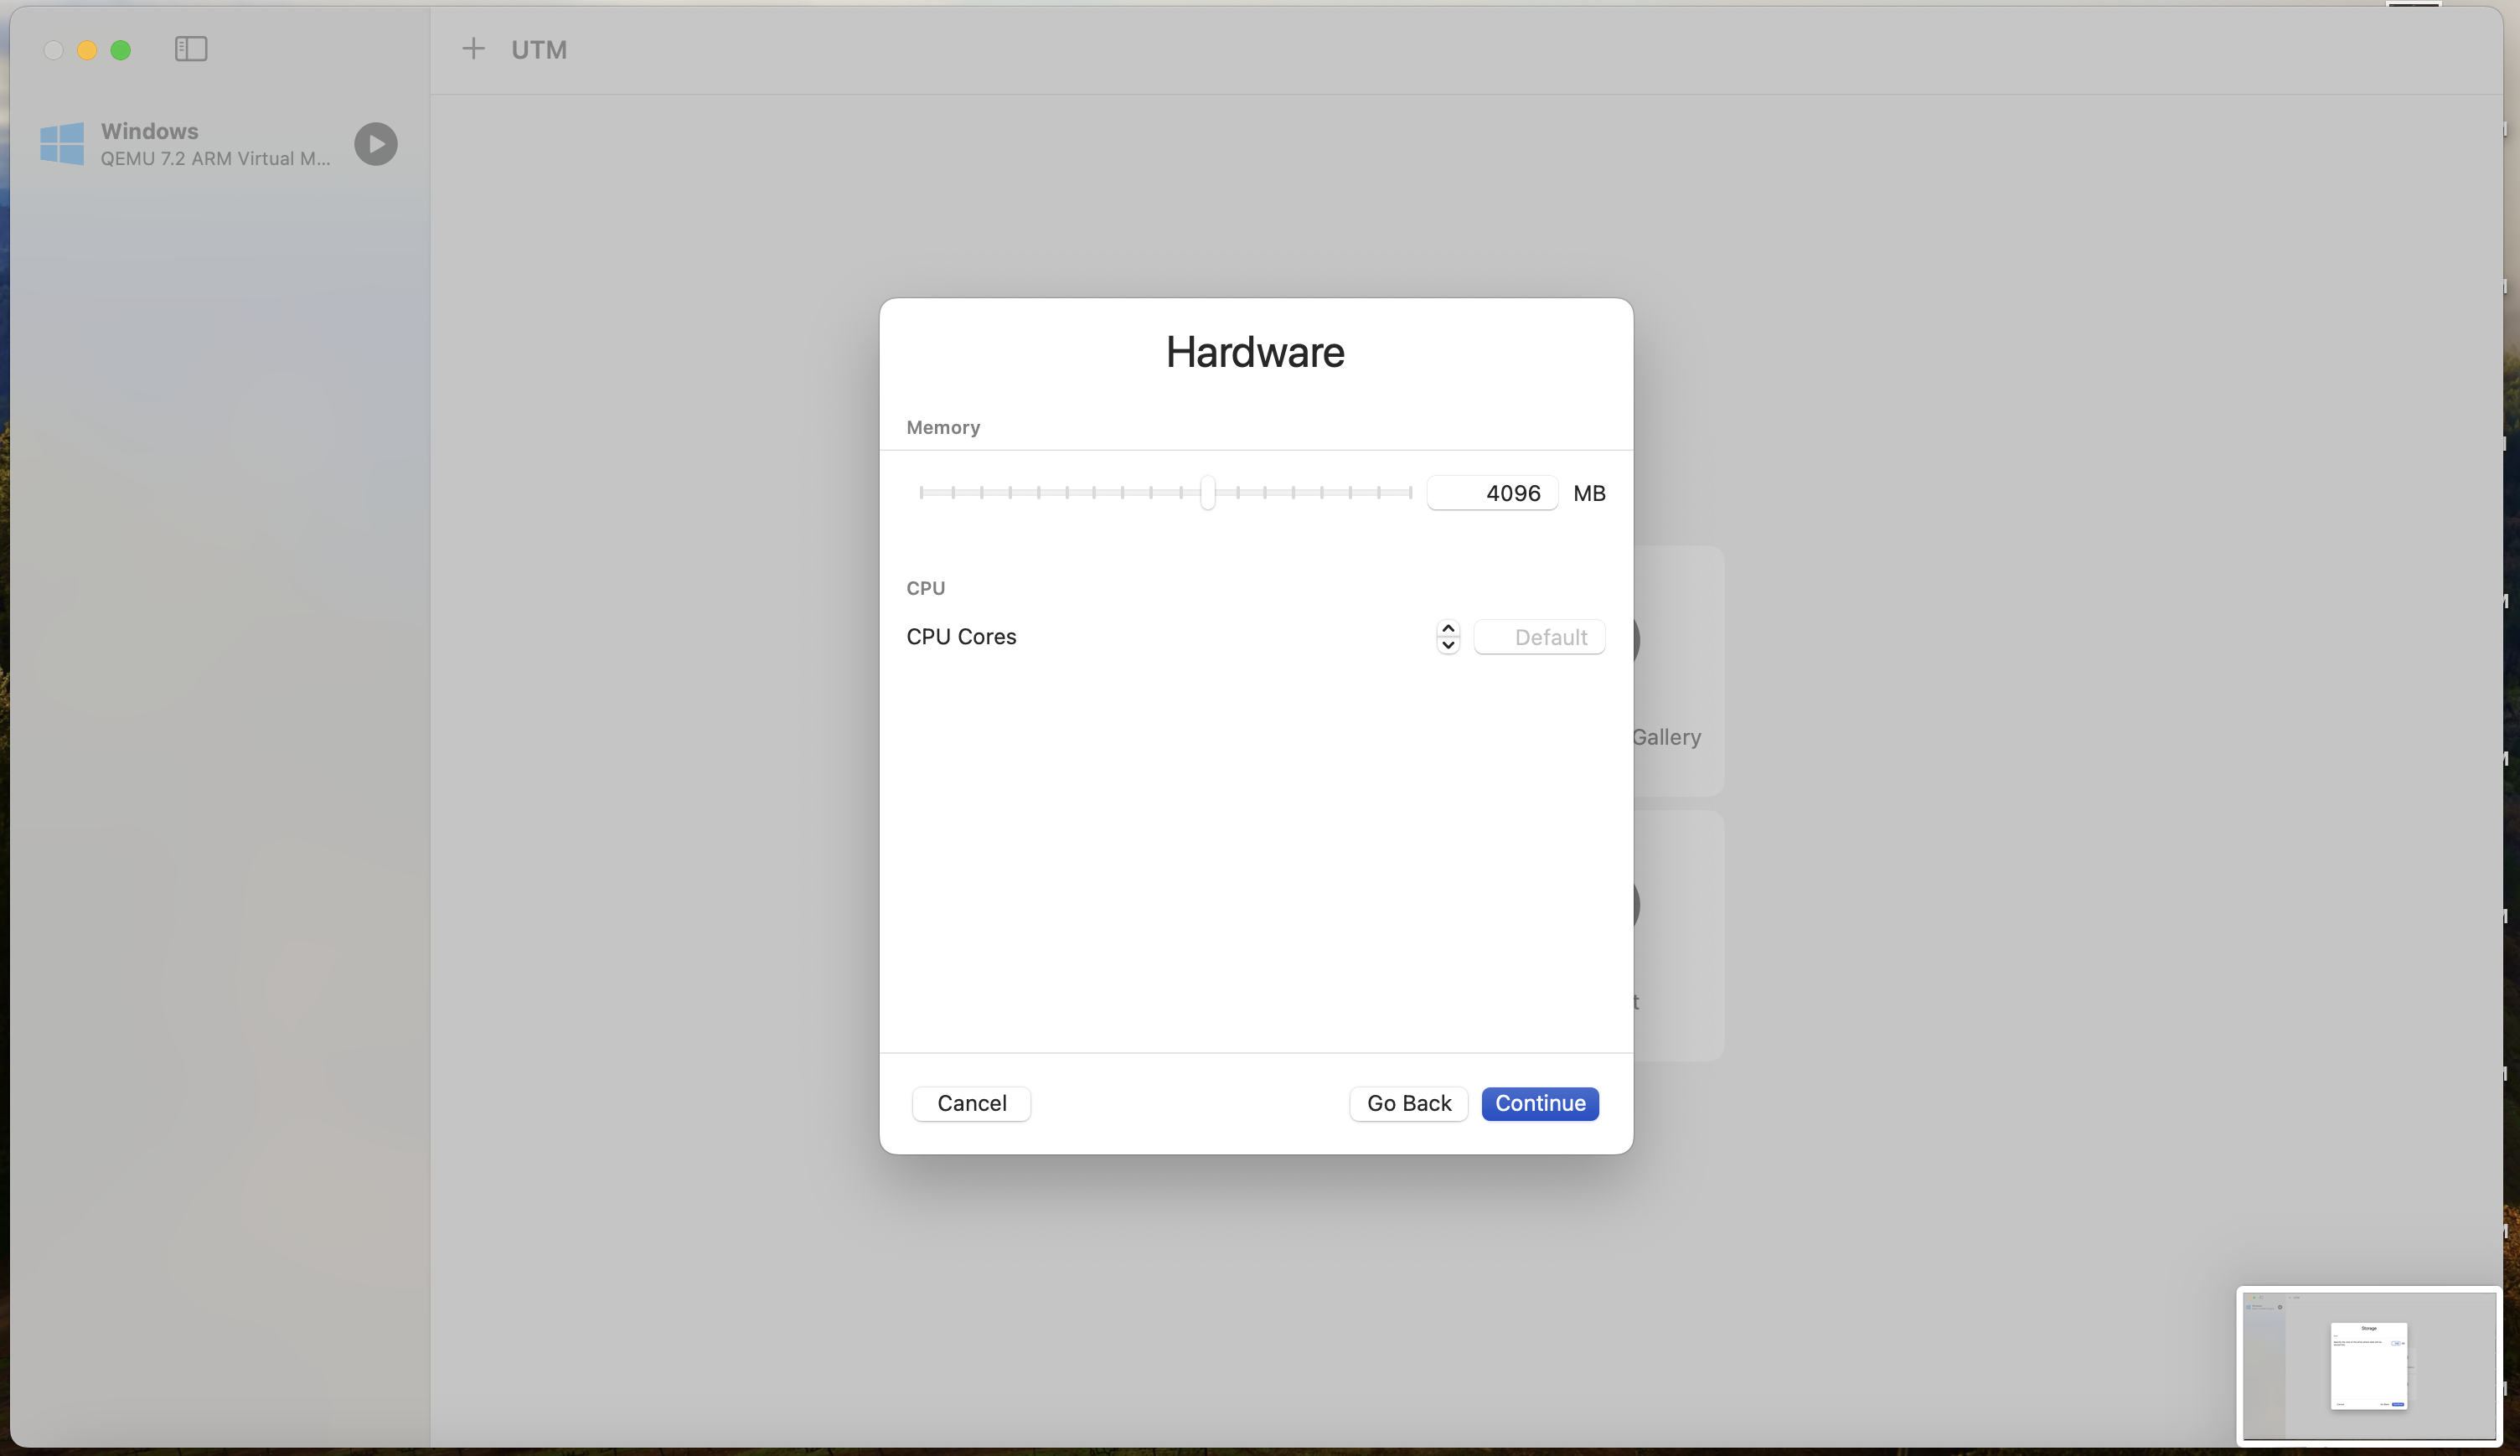 UTM
Windows
QEMU 7.2 ARM Virtual M...
Hardware
Memory
4096 MB
CPU
CPU Cores
Default
Gallery
t
Cancel
Go Back
Continue
Storage